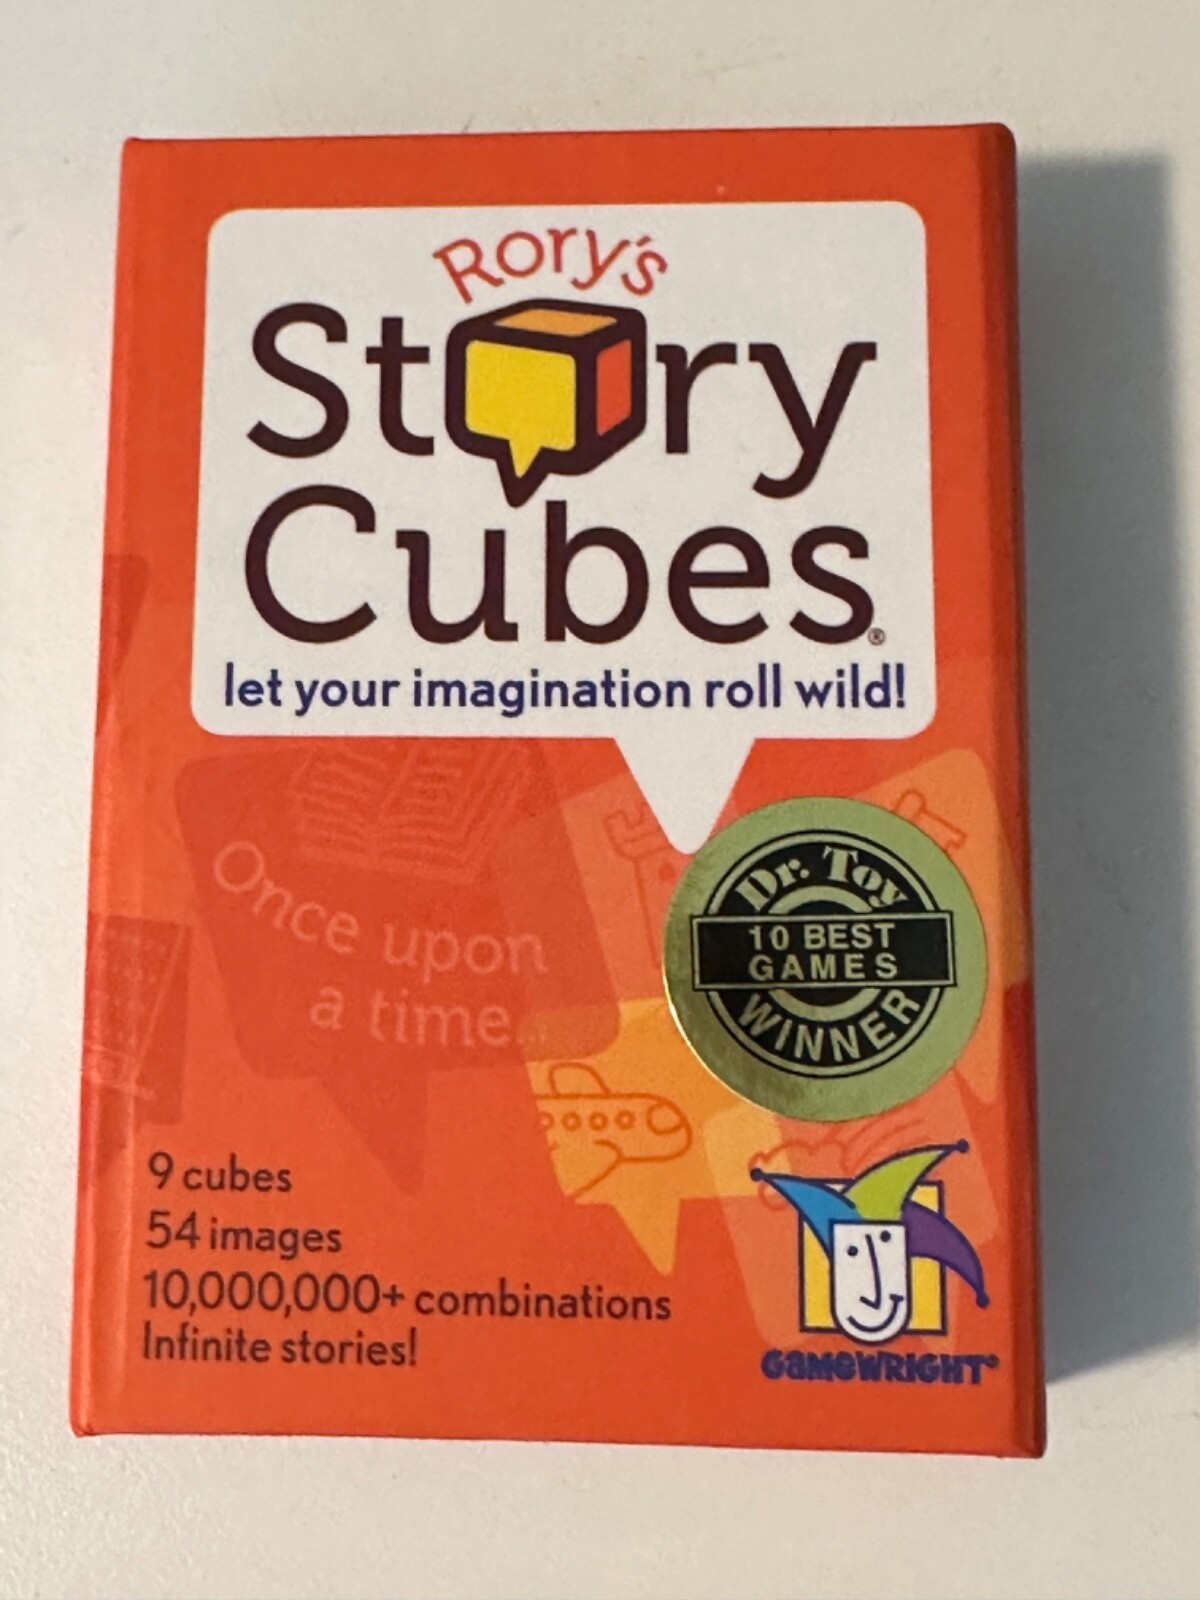 Rory's
Story
Cubes®
let your imagination roll wild!
Once upon
a time...
Dr. Toy
10 BEST
GAMES
WINNER
9 cubes
54 images
10,000,000+ combinations
Infinite stories!
GAMEWRIGHT®